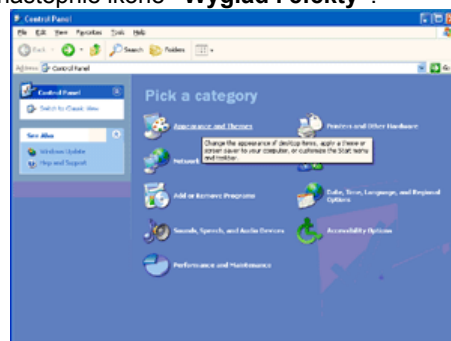 następnie ikonę "Wygląd i efekty".
Control Panel
File Edit View Favorites Tools Help
Back Search Folders
Address Control Panel Go
Control Panel
Switch to Classic View
See Also
Windows Update
Help and Support
Pick a category
Appearance and Themes
Printers and Other Hardware
Change the appearance of desktop items, apply a theme or
screen saver to your computer, or customize the Start menu
and taskbar.
Network
Add or Remove Programs
Date, Time, Language, and Regional
Options
Sounds, Speech, and Audio Devices
Accessibility Options
Performance and Maintenance